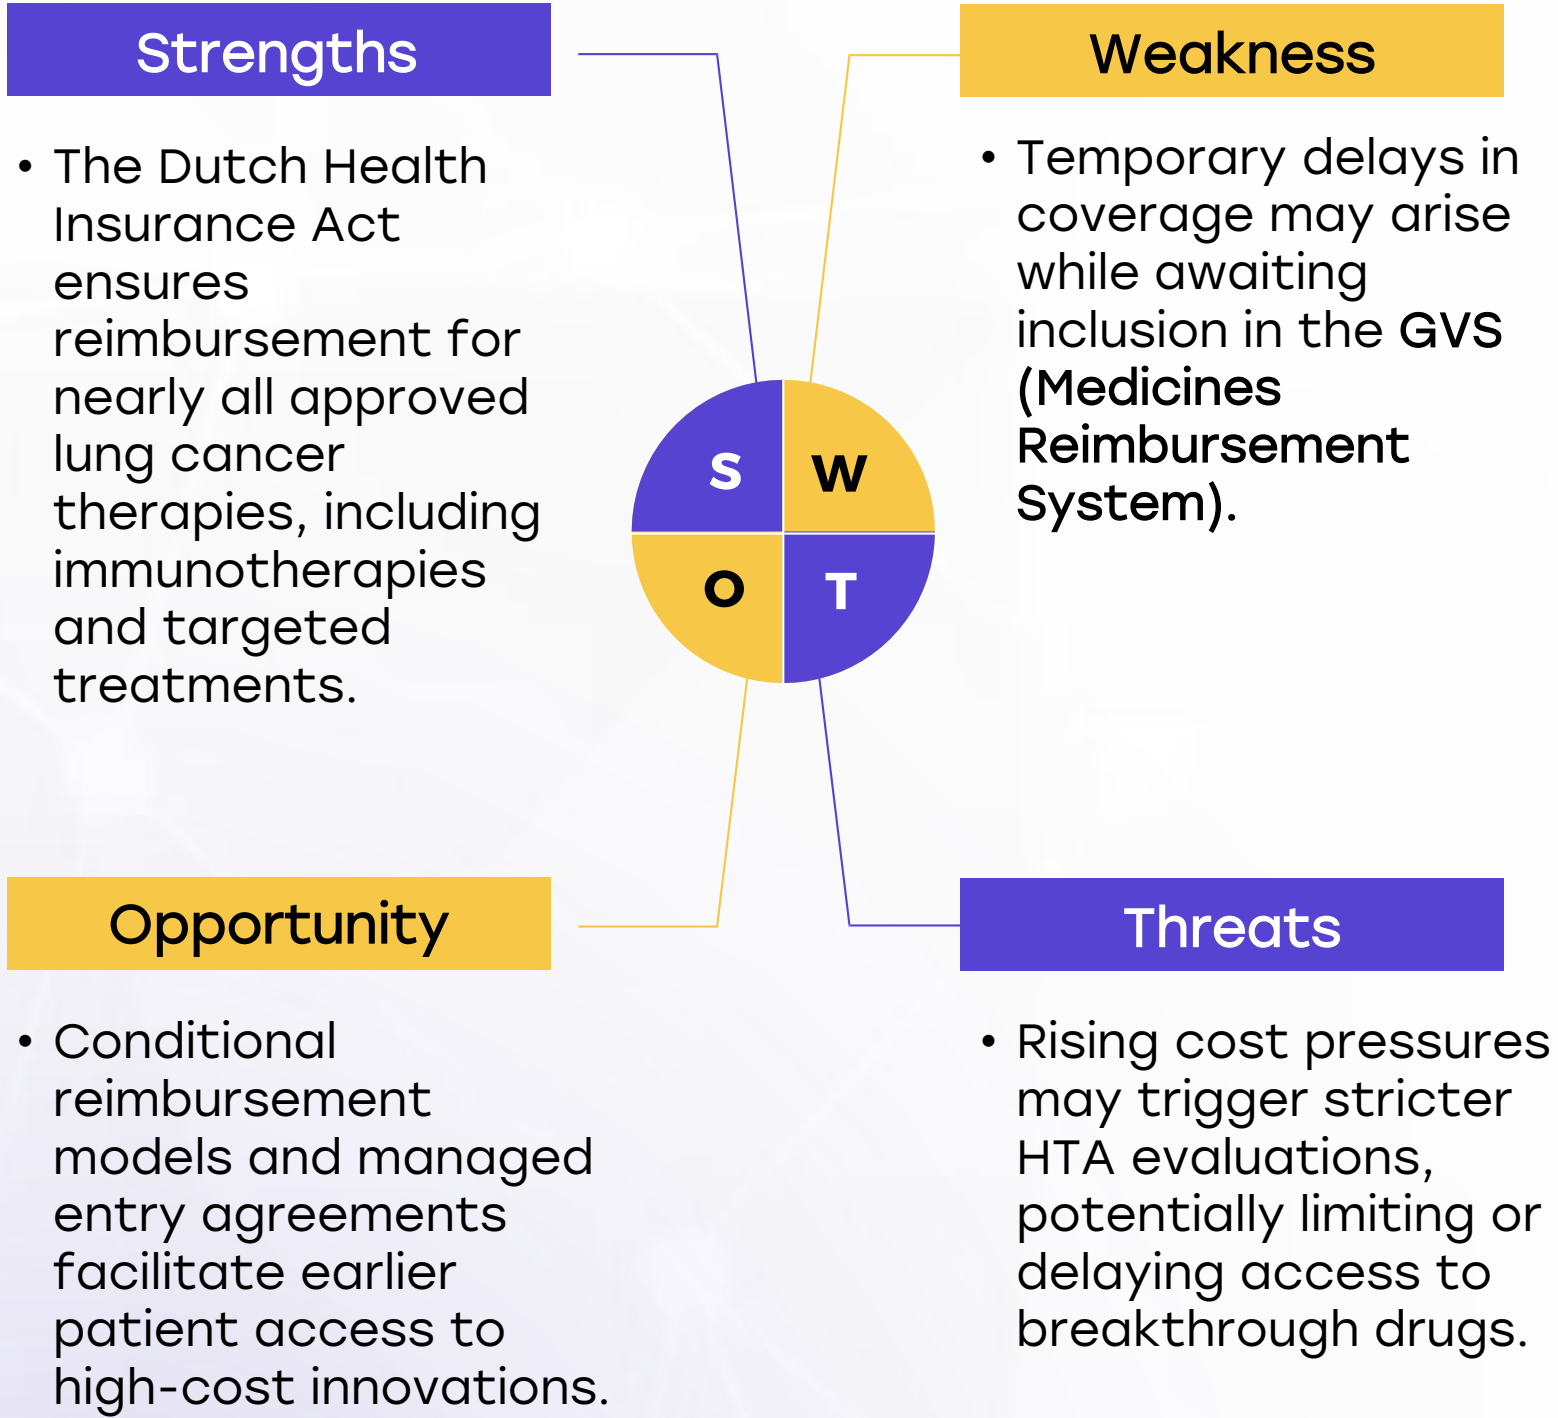 Strengths
• The Dutch Health
Insurance Act
ensures
reimbursement for
nearly all approved
lung cancer
therapies, including
immunotherapies
and targeted
treatments.
Weakness
• Temporary delays in
coverage may arise
while awaiting
inclusion in the GVS
(Medicines
Reimbursement
System).
S
W
O
T
Opportunity
• Conditional
reimbursement
models and managed
entry agreements
facilitate earlier
patient access to
high-cost innovations.
Threats
• Rising cost pressures
may trigger stricter
HTA evaluations,
potentially limiting or
delaying access to
breakthrough drugs.